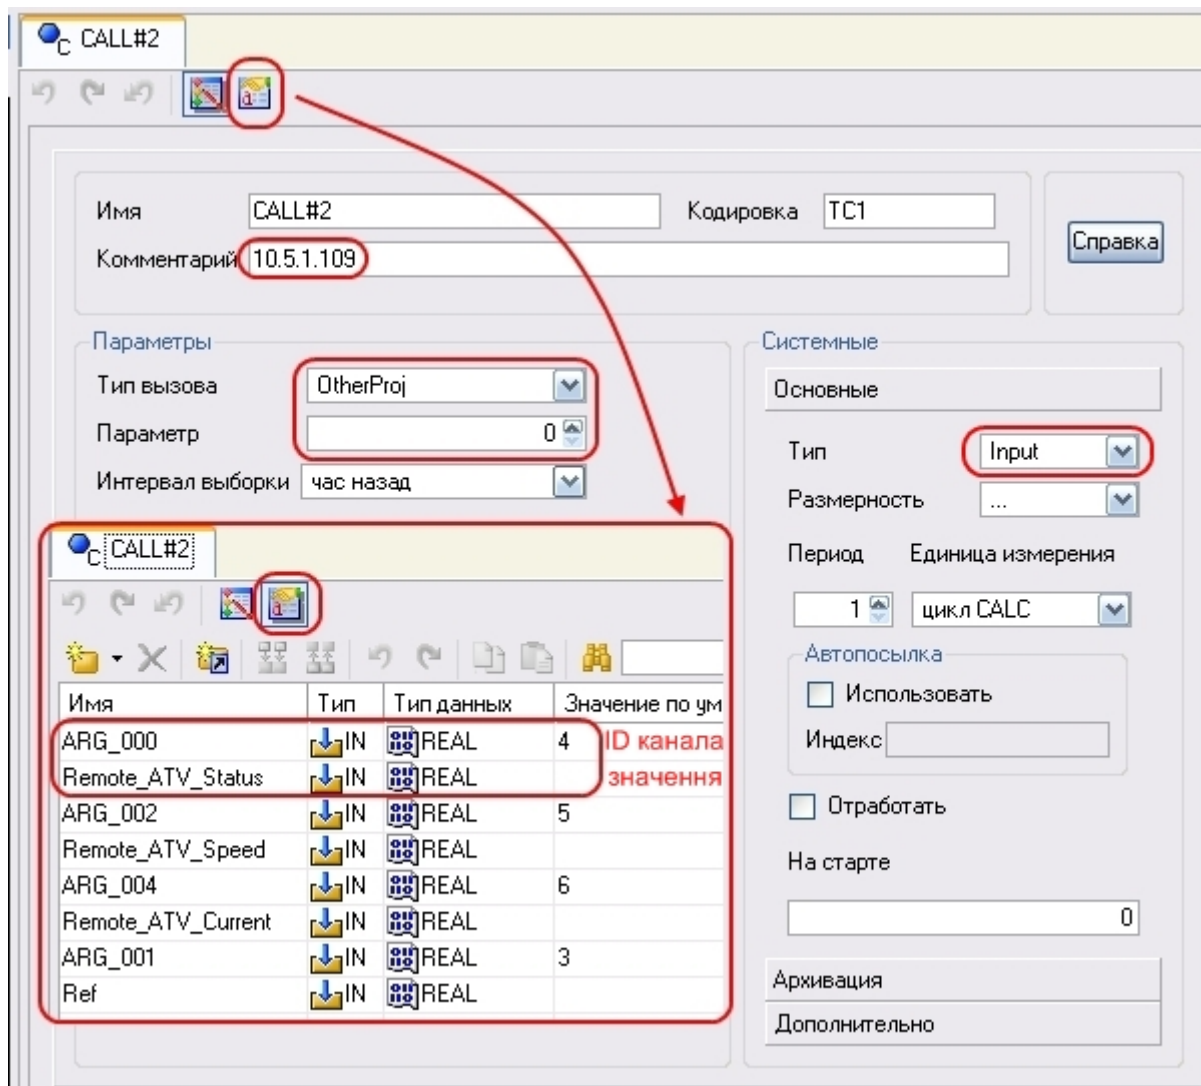 C CALL#2
Имя CALL#2 Кодировка TC1
Справка
Комментарий 10.5.1.109
Параметры
Тип вызова OtherProj
Параметр 0
Интервал выборки час назад
C CALL#2
Имя Тип Тип данных Значение по ум
ARG_000 IN REAL 4 ID канала
Remote_ATV_Status IN REAL значення
ARG_002 IN REAL 5
Remote_ATV_Speed IN REAL
ARG_004 IN REAL 6
Remote_ATV_Current IN REAL
ARG_001 IN REAL 3
Ref IN REAL
Системные
Основные
Тип Input
Размерность ...
Период Единица измерения
1 цикл CALC
Автопосылка
Использовать
Индекс
Отработать
На старте
0
Архивация
Дополнительно